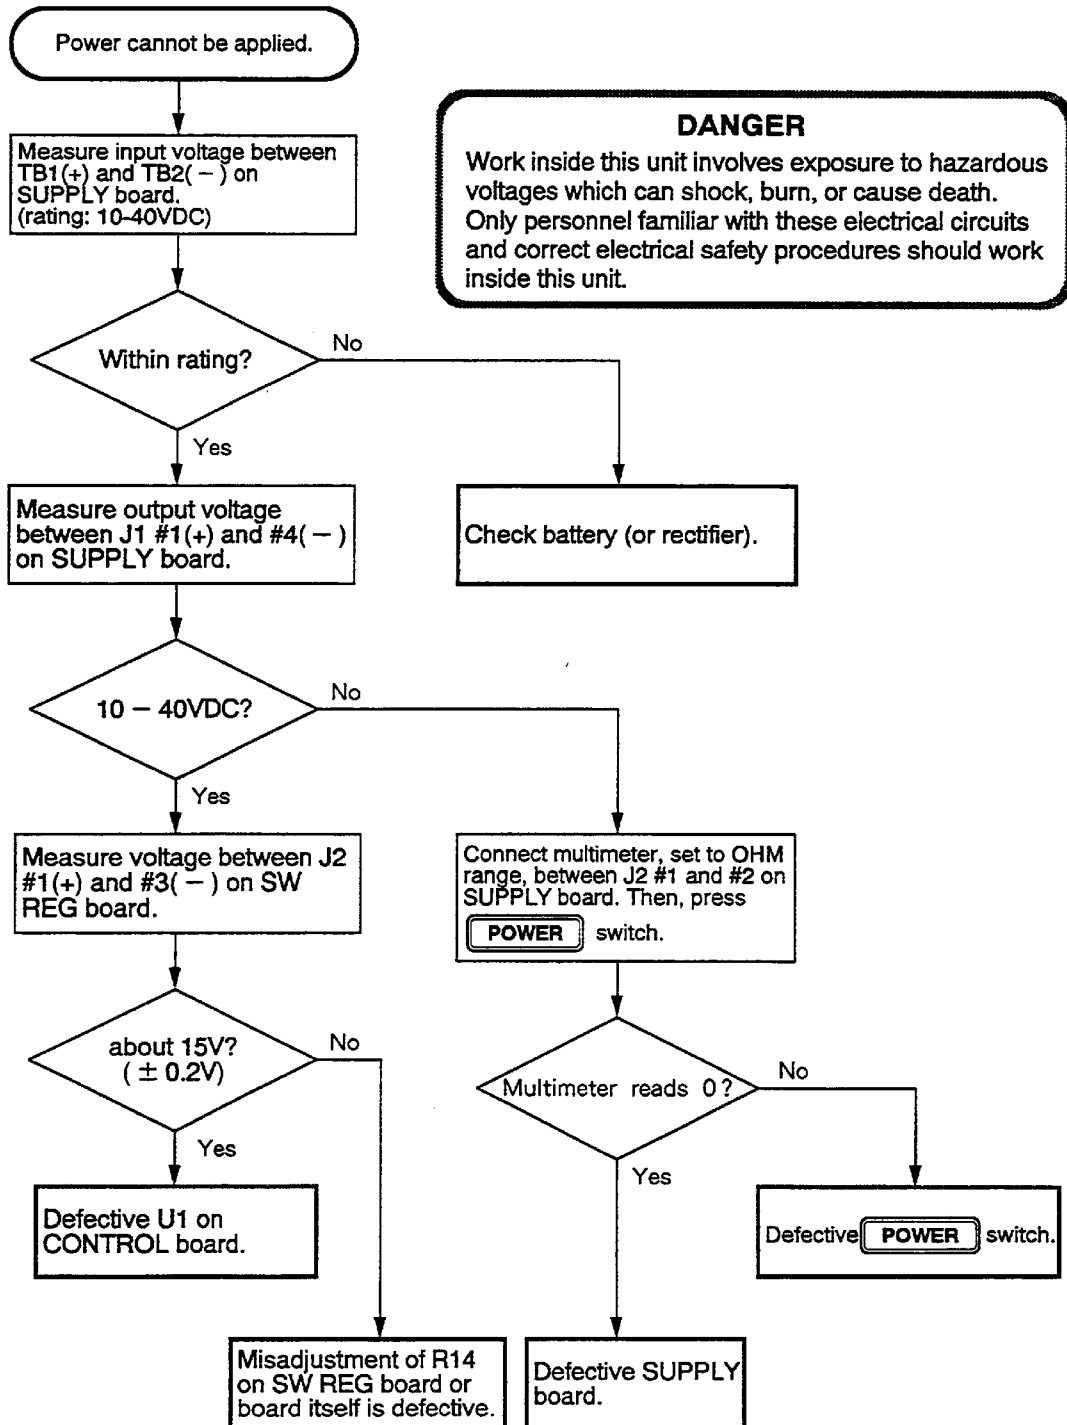 Power cannot be applied.
Measure input voltage between
TB1(+) and TB2(−) on
SUPPLY board.
(rating: 10-40VDC)
DANGER
Work inside this unit involves exposure to hazardous
voltages which can shock, burn, or cause death.
Only personnel familiar with these electrical circuits
and correct electrical safety procedures should work
inside this unit.
Within rating?
No
Yes
Measure output voltage
between J1 #1(+) and #4(−)
on SUPPLY board.
Check battery (or rectifier).
10 − 40VDC?
No
Yes
Measure voltage between J2
#1(+) and #3(−) on SW
REG board.
Connect multimeter, set to OHM
range, between J2 #1 and #2 on
SUPPLY board. Then, press
POWER switch.
about 15V?
(± 0.2V)
No
Yes
Multimeter reads 0?
No
Yes
Defective U1 on
CONTROL board.
Defective POWER switch.
Misadjustment of R14
on SW REG board or
board itself is defective.
Defective SUPPLY
board.